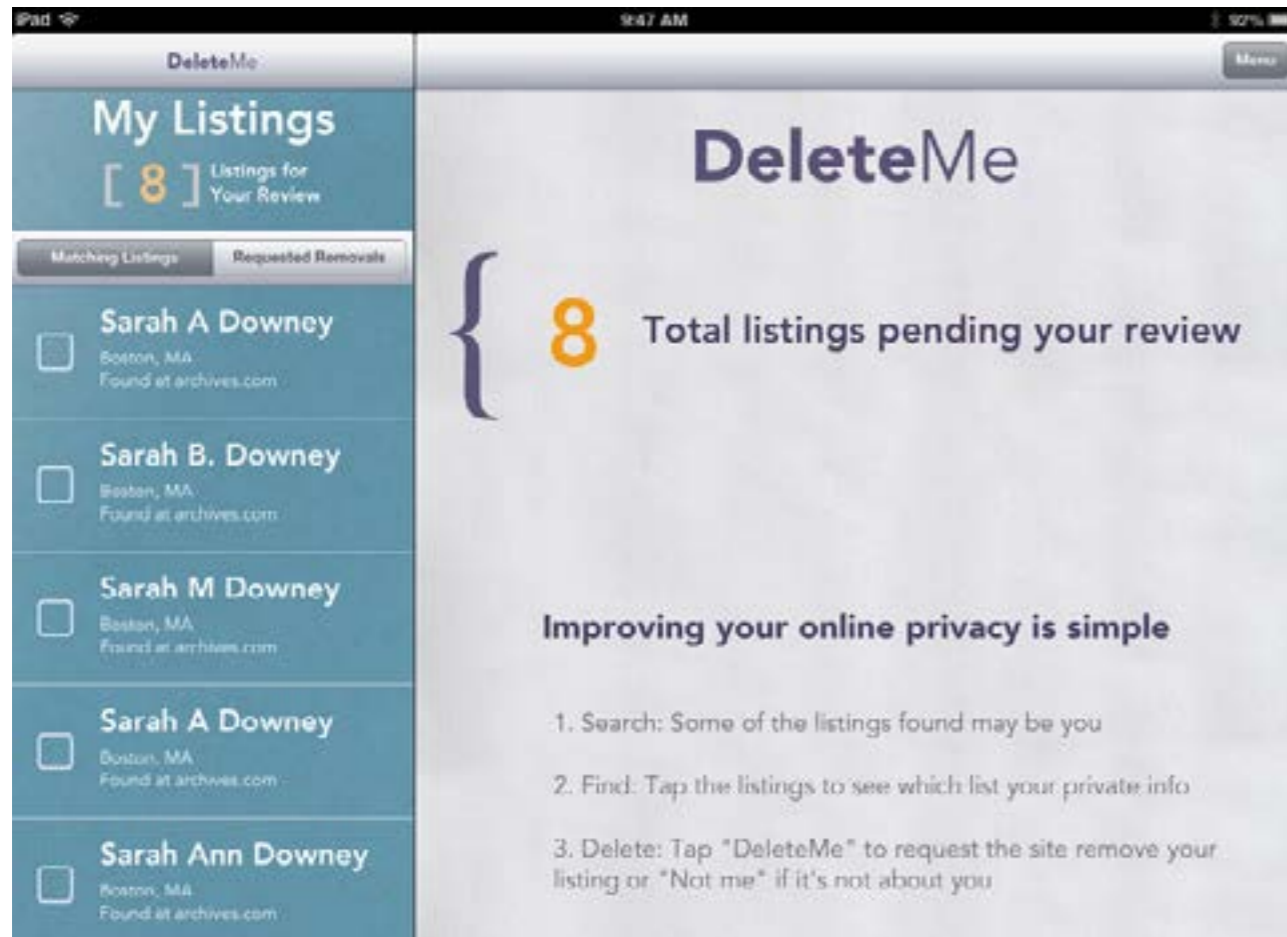 iPad
9:47 AM
92%
DeleteMe
Menu
My Listings
[ 8 ] Listings for
Your Review
Matching Listings
Requested Removals
Sarah A Downey
Boston, MA
Found at archives.com
Sarah B. Downey
Boston, MA
Found at archives.com
Sarah M Downey
Boston, MA
Found at archives.com
Sarah A Downey
Boston, MA
Found at archives.com
Sarah Ann Downey
Boston, MA
Found at archives.com
DeleteMe
{ 8 Total listings pending your review
Improving your online privacy is simple
1. Search: Some of the listings found may be you
2. Find: Tap the listings to see which list your private info
3. Delete: Tap "DeleteMe" to request the site remove your
listing or "Not me" if it's not about you